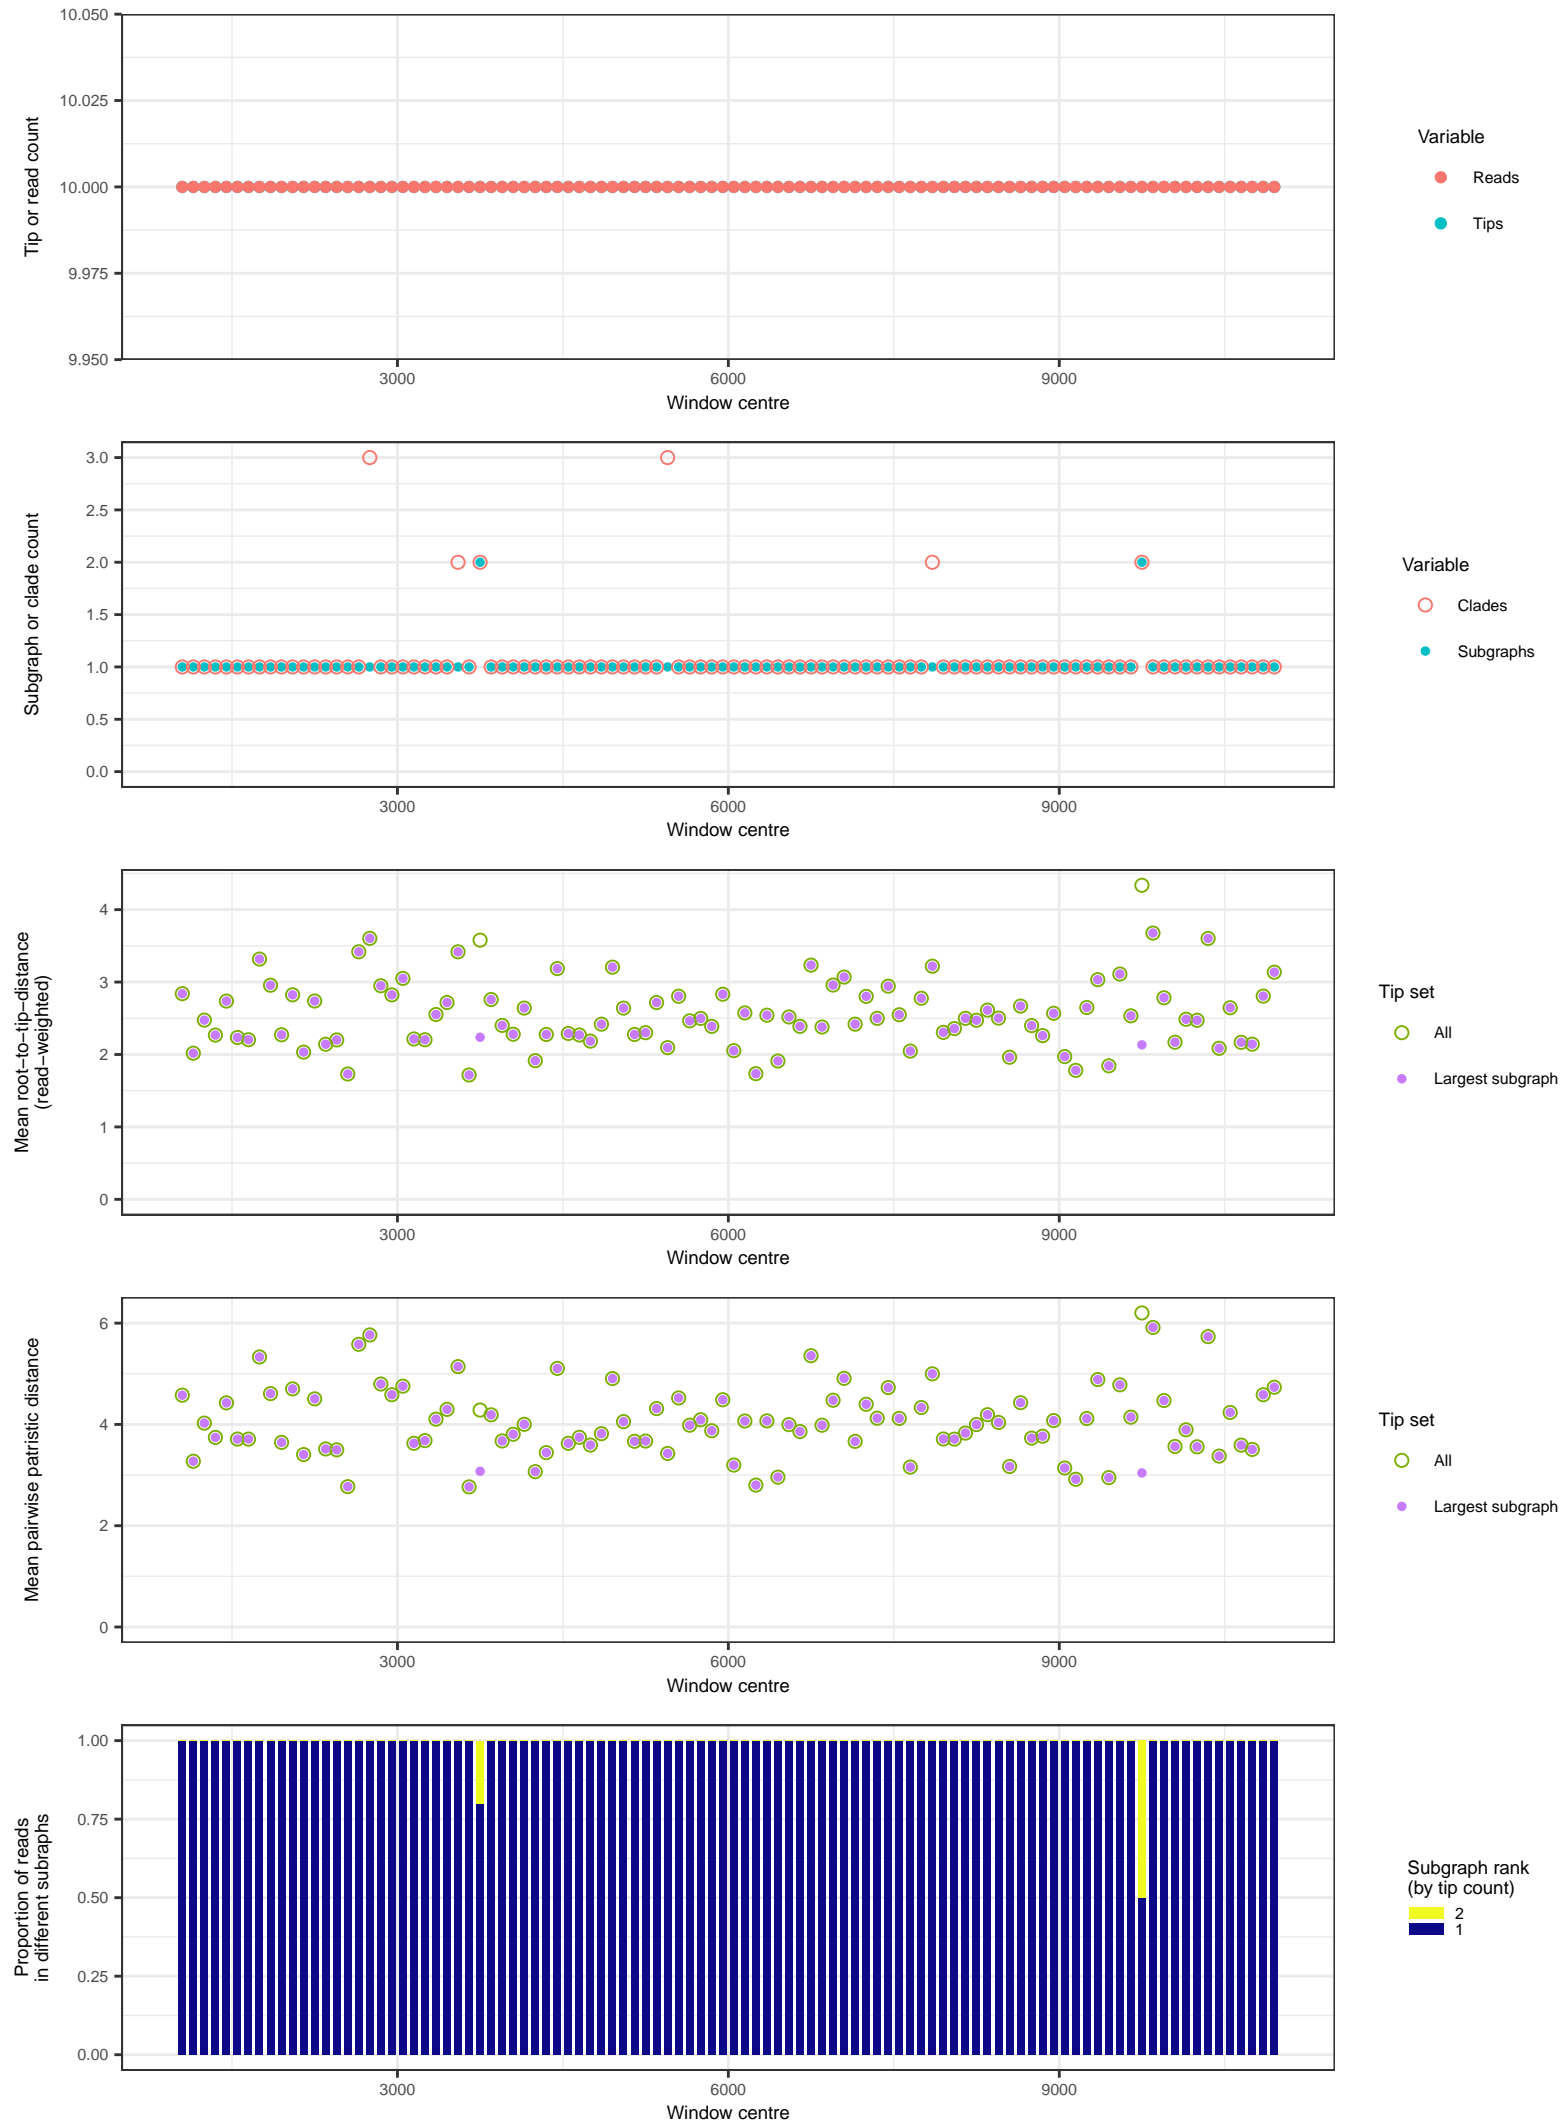 10.050
10.025
10.000
9.975
9.950
Tip or read count
3000
6000
9000
Window centre
Variable
Reads
Tips
3.0
2.5
2.0
1.5
1.0
0.5
0.0
Subgraph or clade count
3000
6000
9000
Window centre
Variable
Clades
Subgraphs
4
3
2
1
0
Mean root−to−tip−distance
(read−weighted)
3000
6000
9000
Window centre
Tip set
All
Largest subgraph
6
4
2
0
Mean pairwise patristic distance
3000
6000
9000
Window centre
Tip set
All
Largest subgraph
1.00
0.75
0.50
0.25
0.00
Proportion of reads
in different subraphs
3000
6000
9000
Window centre
Subgraph rank
(by tip count)
2
1